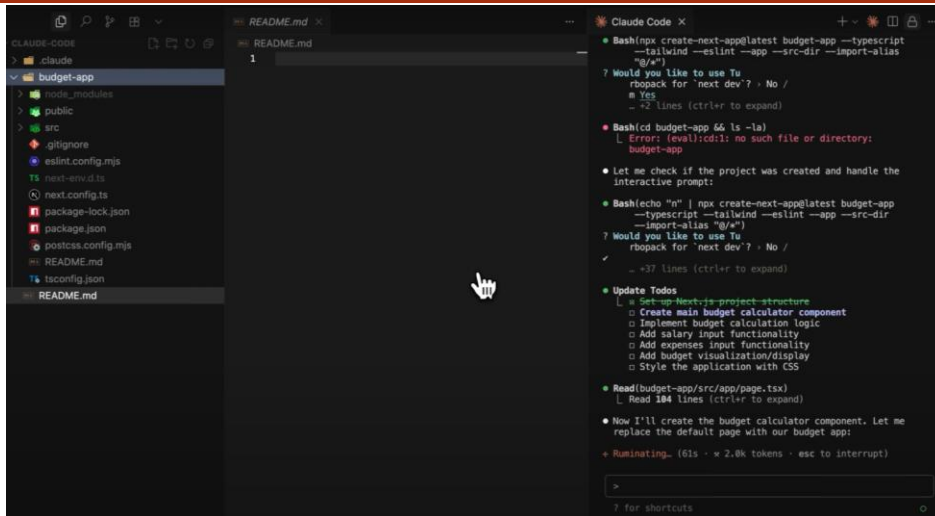 CLAUDE-CODE
.claude
budget-app
node_modules
public
src
.gitignore
eslint.config.mjs
TS next-env.d.ts
next.config.ts
package-lock.json
package.json
postcss.config.mjs
README.md
tsconfig.json
README.md
README.md ×
README.md
1
Claude Code ×
Bash(npx create-next-app@latest budget-app --typescript
--tailwind --eslint --app --src-dir --import-alias
"@/*")
? Would you like to use Tu
rbopack for `next dev`? › No /
m Yes
… +2 lines (ctrl+r to expand)
Bash(cd budget-app && ls -la)
Error: (eval):cd:1: no such file or directory:
budget-app
Let me check if the project was created and handle the
interactive prompt:
Bash(echo "n" | npx create-next-app@latest budget-app
--typescript --tailwind --eslint --app --src-dir
--import-alias "@/*")
? Would you like to use Tu
rbopack for `next dev`? › No /
✔
… +37 lines (ctrl+r to expand)
Update Todos
Set up Next.js project structure
Create main budget calculator component
Implement budget calculation logic
Add salary input functionality
Add expenses input functionality
Add budget visualization/display
Style the application with CSS
Read(budget-app/src/app/page.tsx)
Read 104 lines (ctrl+r to expand)
Now I'll create the budget calculator component. Let me
replace the default page with our budget app:
Ruminating… (61s · 2.0k tokens · esc to interrupt)
>
? for shortcuts